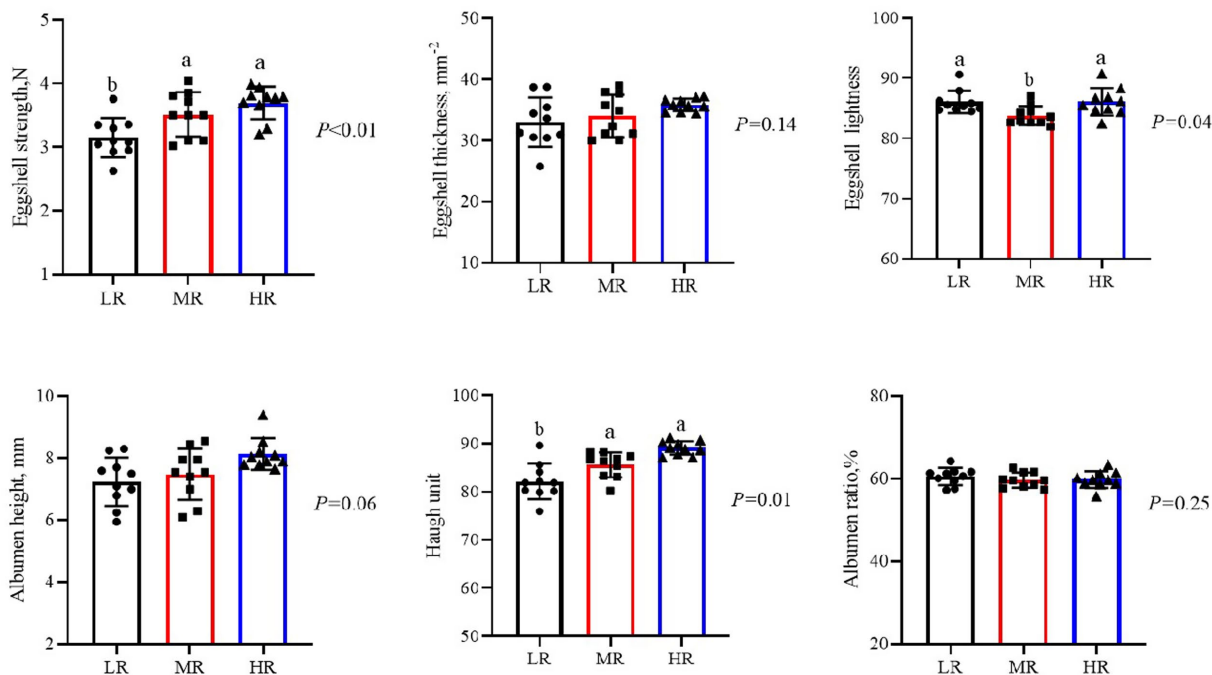 Eggshell strength,N
5
4
3
2
1
b
a
a
P<0.01
LR
MR
HR
Eggshell thickness, mm-2
50
40
30
20
10
P=0.14
LR
MR
HR
Eggshell lightness
100
90
80
70
60
a
b
a
P=0.04
LR
MR
HR
Albumen height, mm
10
8
6
4
2
P=0.06
LR
MR
HR
Haugh unit
100
90
80
70
60
50
b
a
a
P=0.01
LR
MR
HR
Albumen ratio,%
80
60
40
20
P=0.25
LR
MR
HR